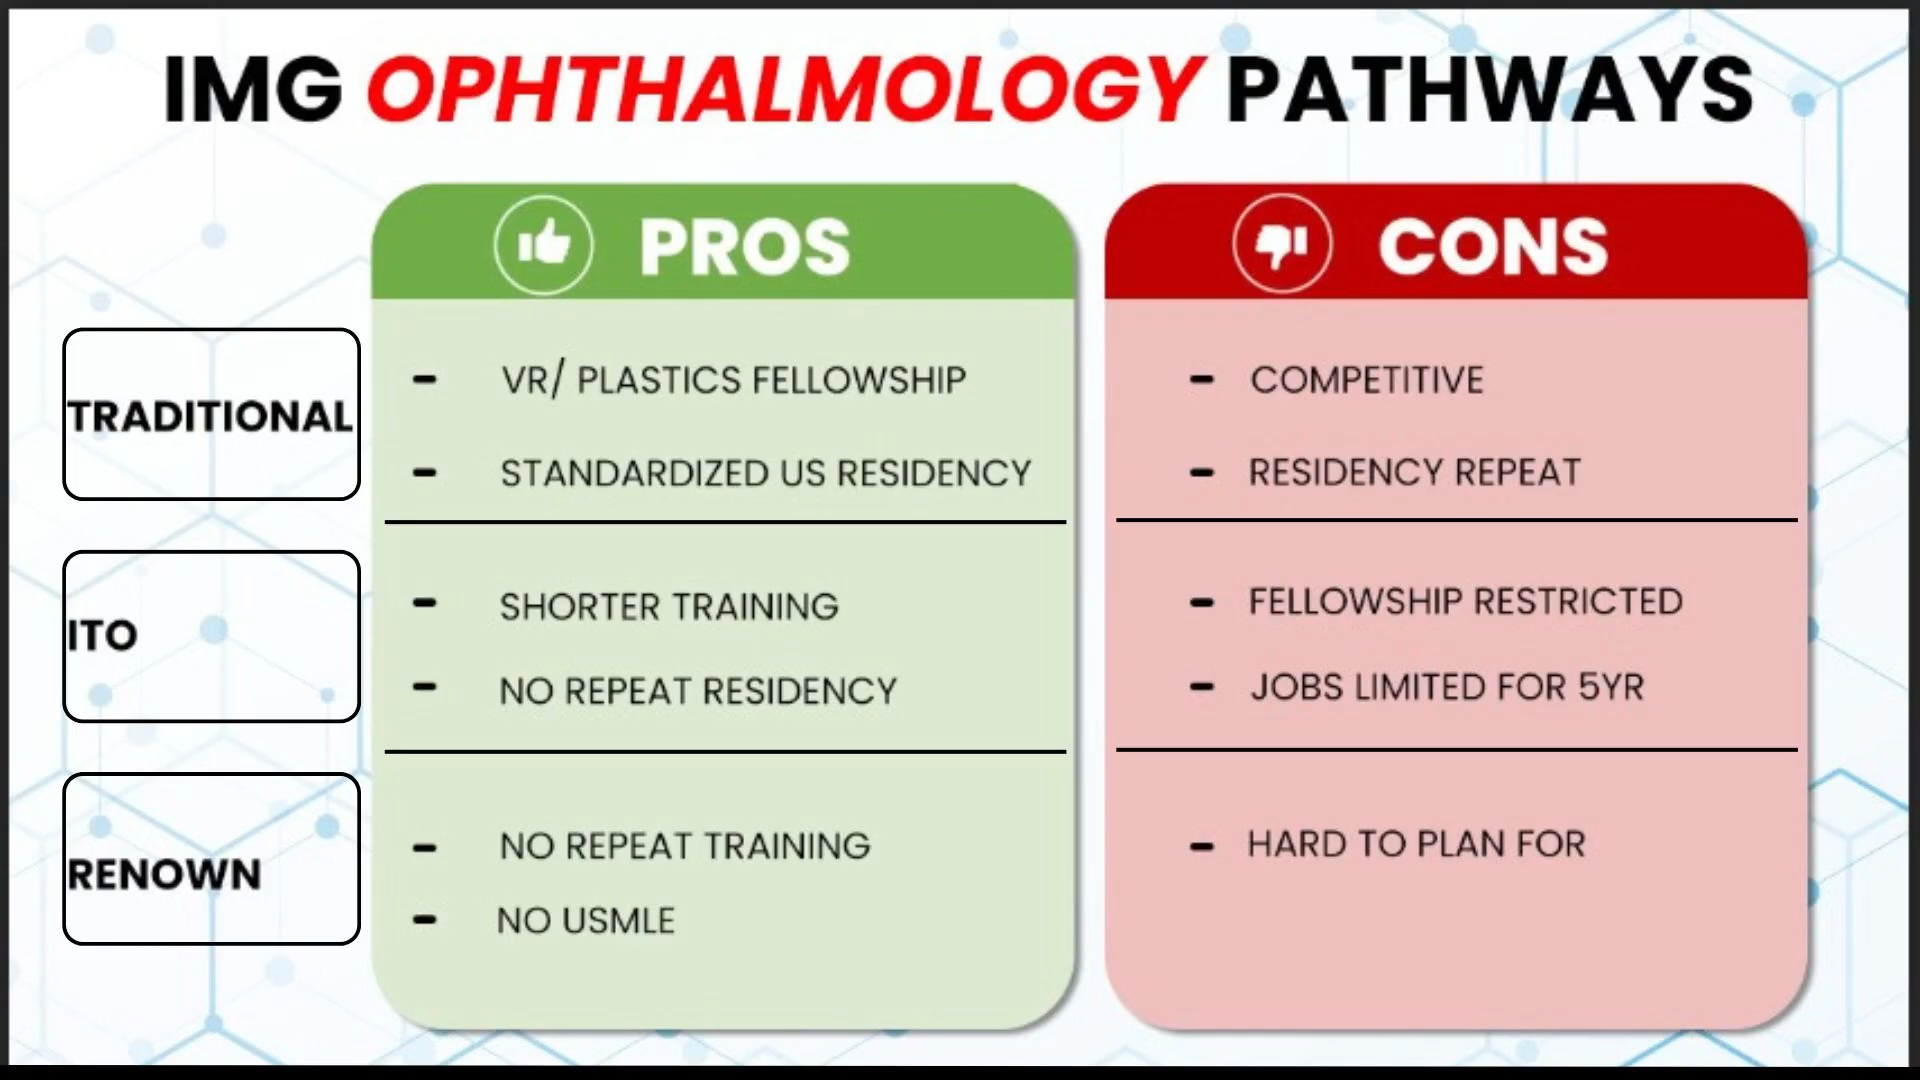 IMG OPHTHALMOLOGY PATHWAYS
PROS
CONS
TRADITIONAL
- VR/ PLASTICS FELLOWSHIP
- STANDARDIZED US RESIDENCY
- COMPETITIVE
- RESIDENCY REPEAT
ITO
- SHORTER TRAINING
- NO REPEAT RESIDENCY
- FELLOWSHIP RESTRICTED
- JOBS LIMITED FOR 5YR
RENOWN
- NO REPEAT TRAINING
- NO USMLE
- HARD TO PLAN FOR